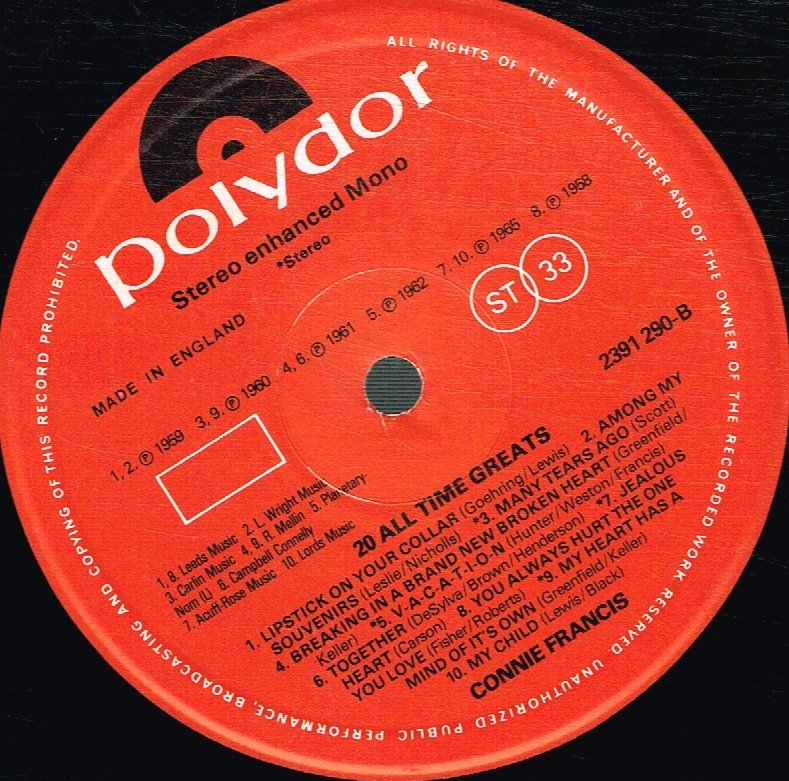 polydor
Stereo enhanced Mono
*Stereo
MADE IN ENGLAND
ST 33
1, 2. ℗ 1959 3, 9. ℗ 1960 4, 6. ℗ 1961 5. ℗ 1962 7. 10. ℗ 1965 8. ℗ 1958
2391 290-B
1, 8. Leeds Music 2. L. Wright Music
3. Carlin Music 4, 9. R. Mellin 5. Planetary-
Nom (L) 6. Campbell Connelly
7. Acuff-Rose Music 10. Lords Music
20 ALL TIME GREATS
1. LIPSTICK ON YOUR COLLAR (Goehring/Lewis) 2. AMONG MY
SOUVENIRS (Leslie/Nicholls) *3. MANY TEARS AGO (Scott)
4. BREAKING IN A BRAND NEW BROKEN HEART (Greenfield/
Keller) *5. V-A-C-A-T-I-O-N (Hunter/Weston/Francis)
6. TOGETHER (DeSylva/Brown/Henderson) *7. JEALOUS
HEART (Carson) 8. YOU ALWAYS HURT THE ONE
YOU LOVE (Fisher/Roberts) *9. MY HEART HAS A
MIND OF IT'S OWN (Greenfield/Keller)
10. MY CHILD (Lewis/Black)
CONNIE FRANCIS
ALL RIGHTS OF THE MANUFACTURER AND OF THE OWNER OF THE RECORDED WORK RESERVED. UNAUTHORIZED PUBLIC PERFORMANCE, BROADCASTING AND COPYING OF THIS RECORD PROHIBITED.